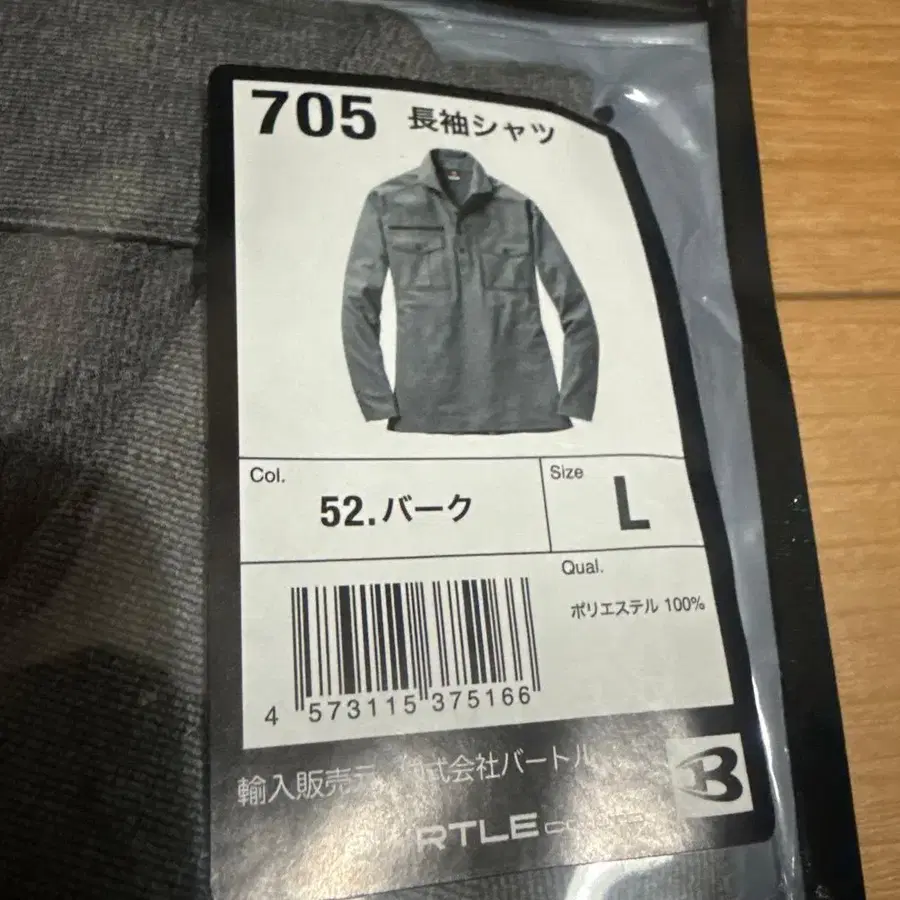 705 長袖シャツ
Col.
52.バーク
Size
L
Qual.
ポリエステル 100%
4 573115 375166
輸入販売元 式会社バートル
RTLE
B